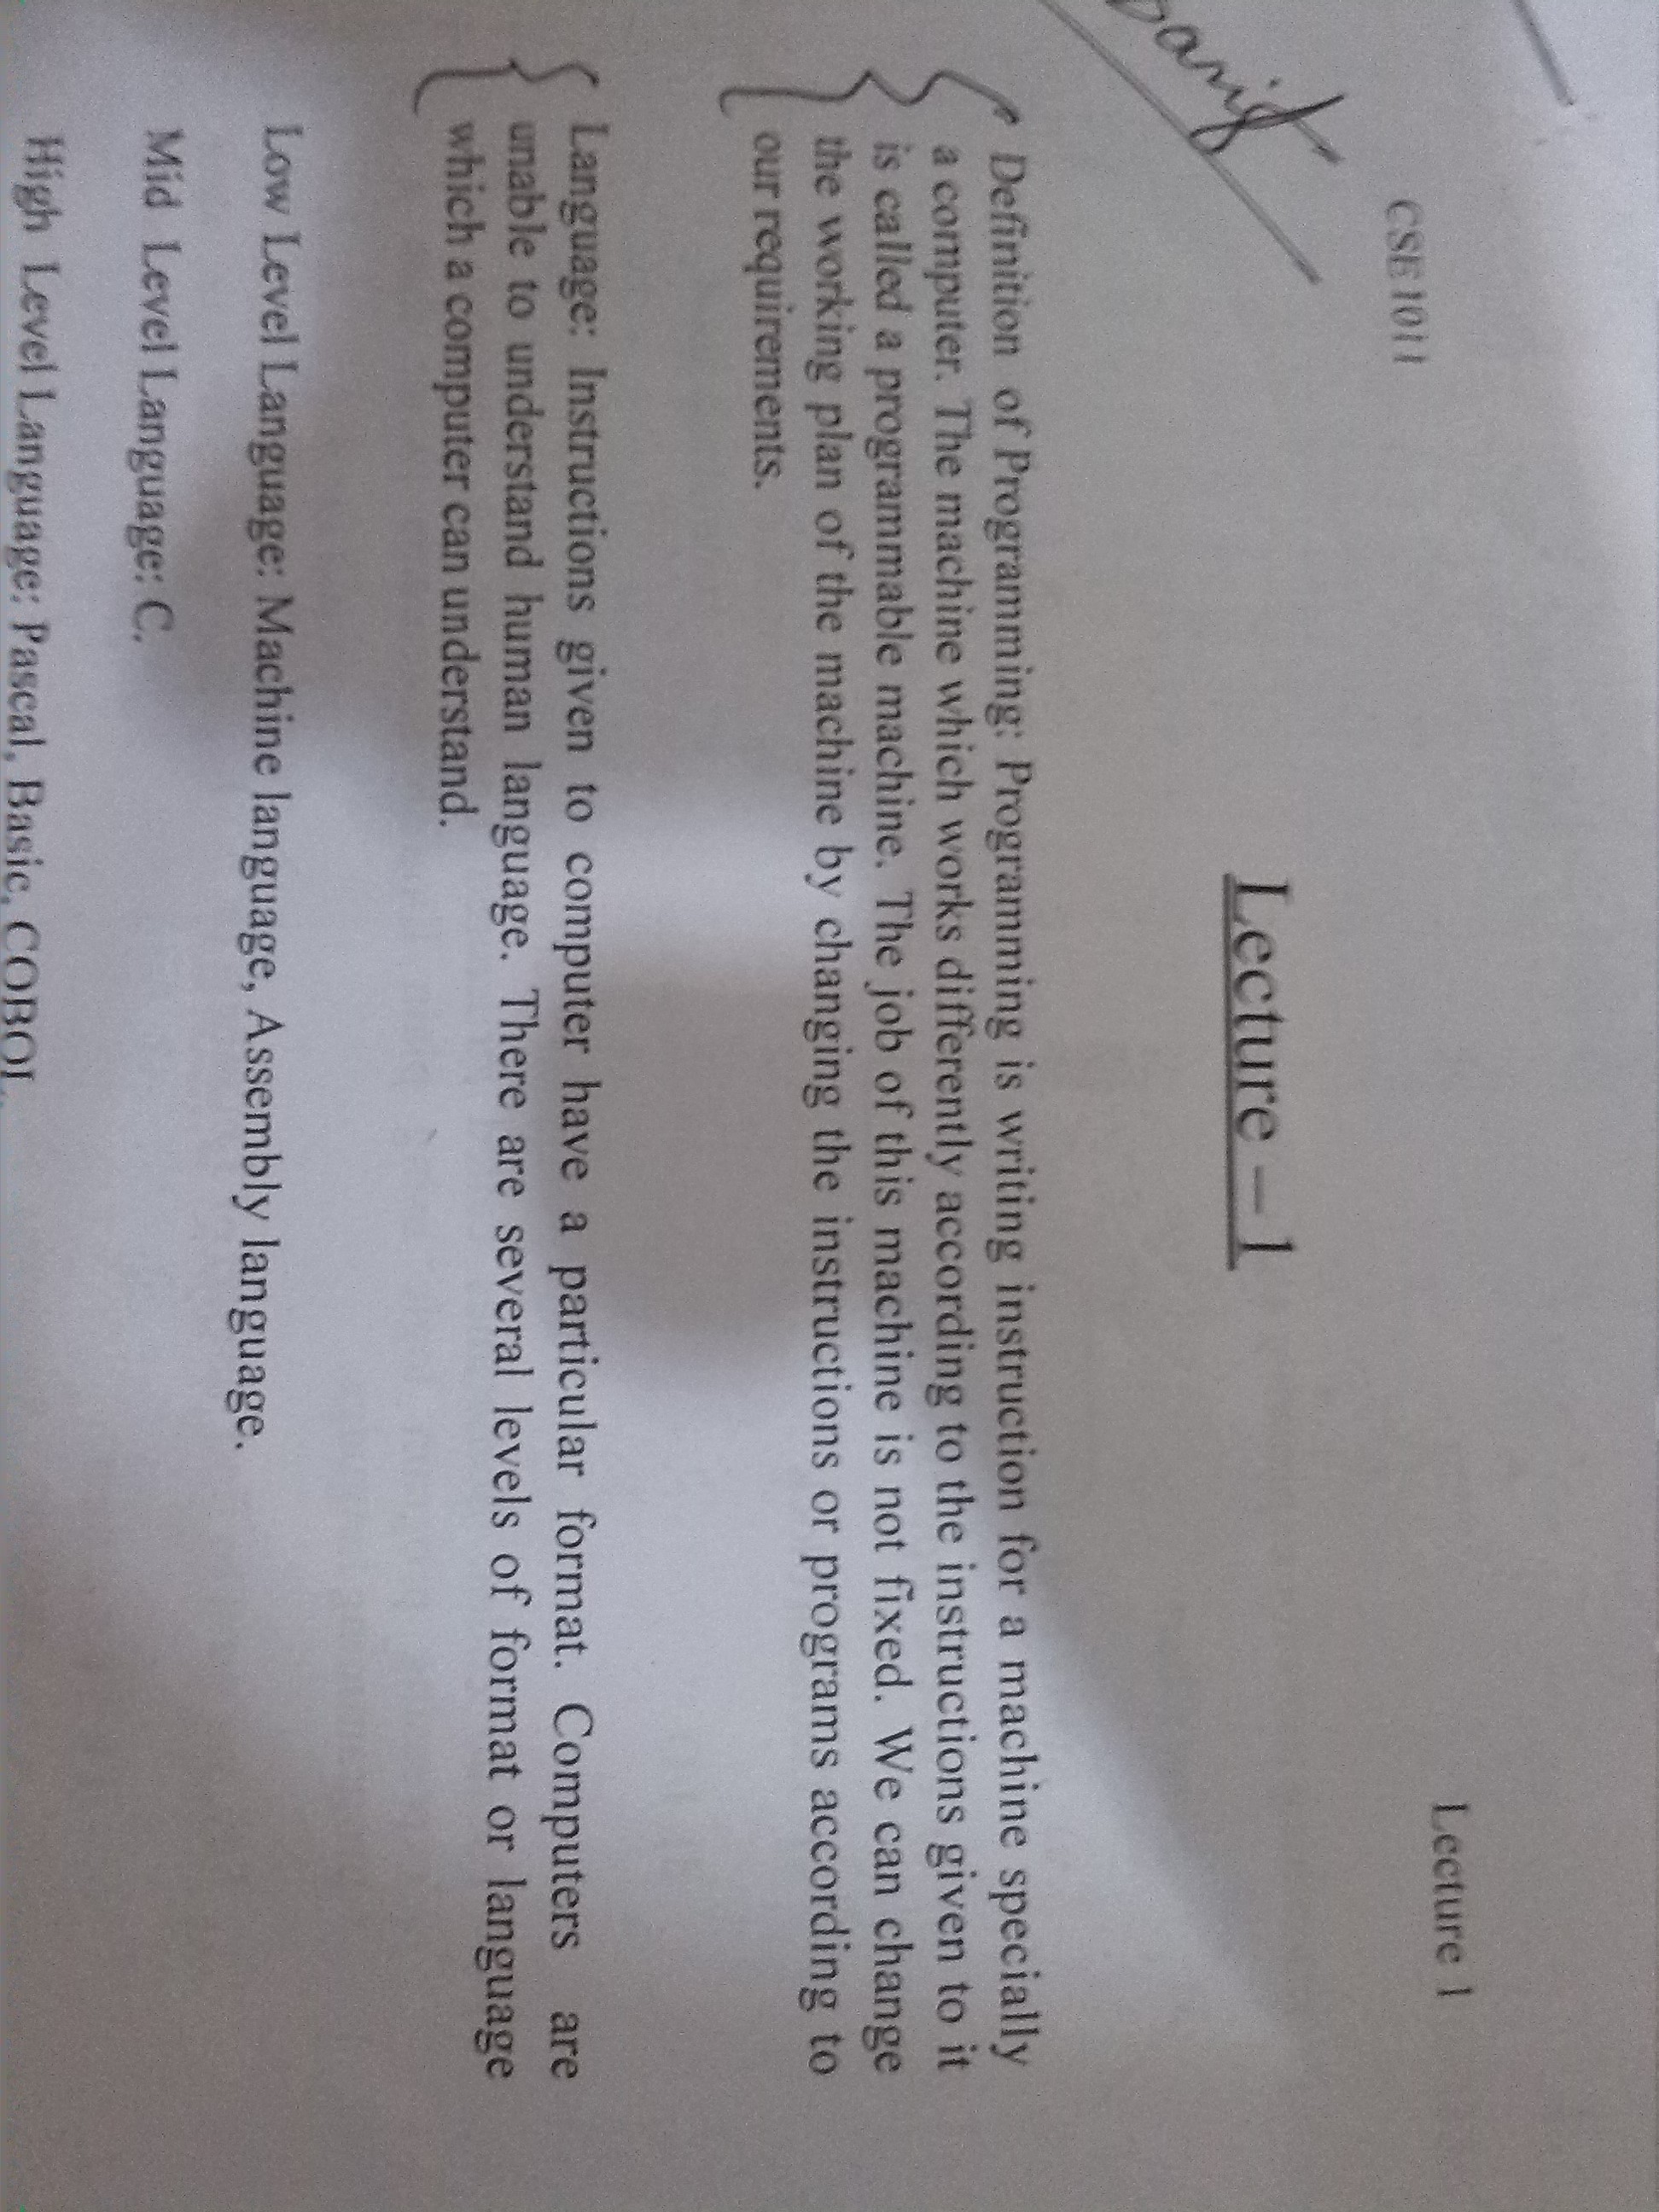 CSE 1011 Lecture 1
Lecture – 1
Definition of Programming: Programming is writing instruction for a machine specially
a computer. The machine which works differently according to the instructions given to it
is called a programmable machine. The job of this machine is not fixed. We can change
the working plan of the machine by changing the instructions or programs according to
our requirements.
Language: Instructions given to computer have a particular format. Computers are
unable to understand human language. There are several levels of format or language
which a computer can understand.
Low Level Language: Machine language, Assembly language.
Mid Level Language: C.
High Level Language: Pascal, Basic, COBOL